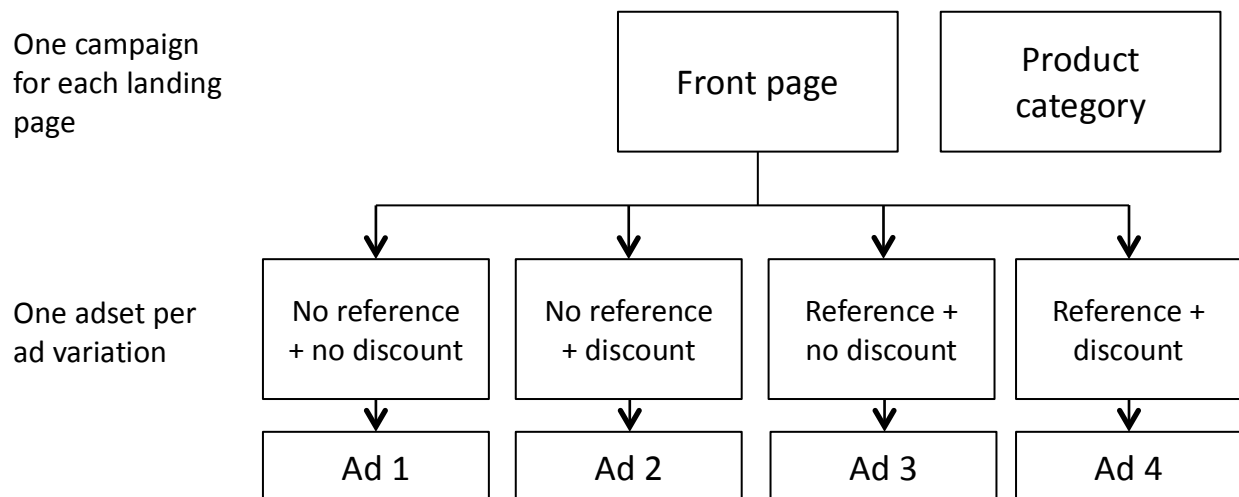 One campaign
for each landing
page
Front page
Product
category
One adset per
ad variation
No reference
+ no discount
No reference
+ discount
Reference +
no discount
Reference +
discount
Ad 1
Ad 2
Ad 3
Ad 4